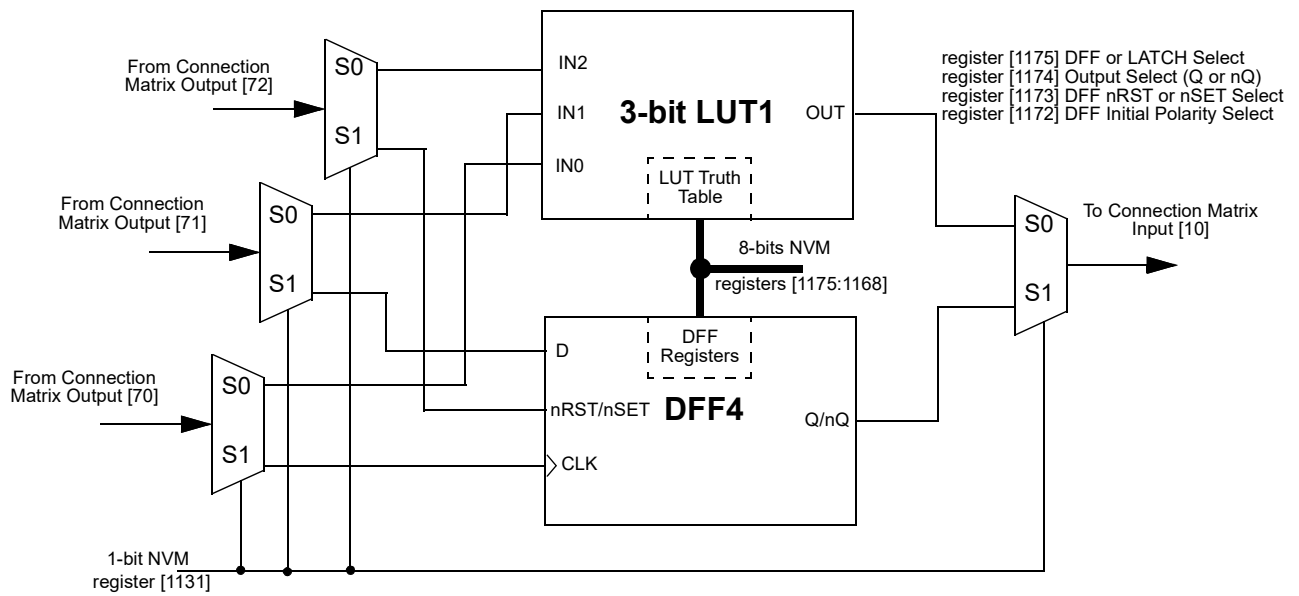 From Connection
Matrix Output [72]
S0
S1
From Connection
Matrix Output [71]
S0
S1
From Connection
Matrix Output [70]
S0
S1
1-bit NVM
register [1131]
IN2
IN1
IN0
3-bit LUT1
OUT
LUT Truth
Table
8-bits NVM
registers [1175:1168]
DFF
Registers
D
nRST/nSET
DFF4
CLK
Q/nQ
register [1175] DFF or LATCH Select
register [1174] Output Select (Q or nQ)
register [1173] DFF nRST or nSET Select
register [1172] DFF Initial Polarity Select
S0
S1
To Connection Matrix
Input [10]